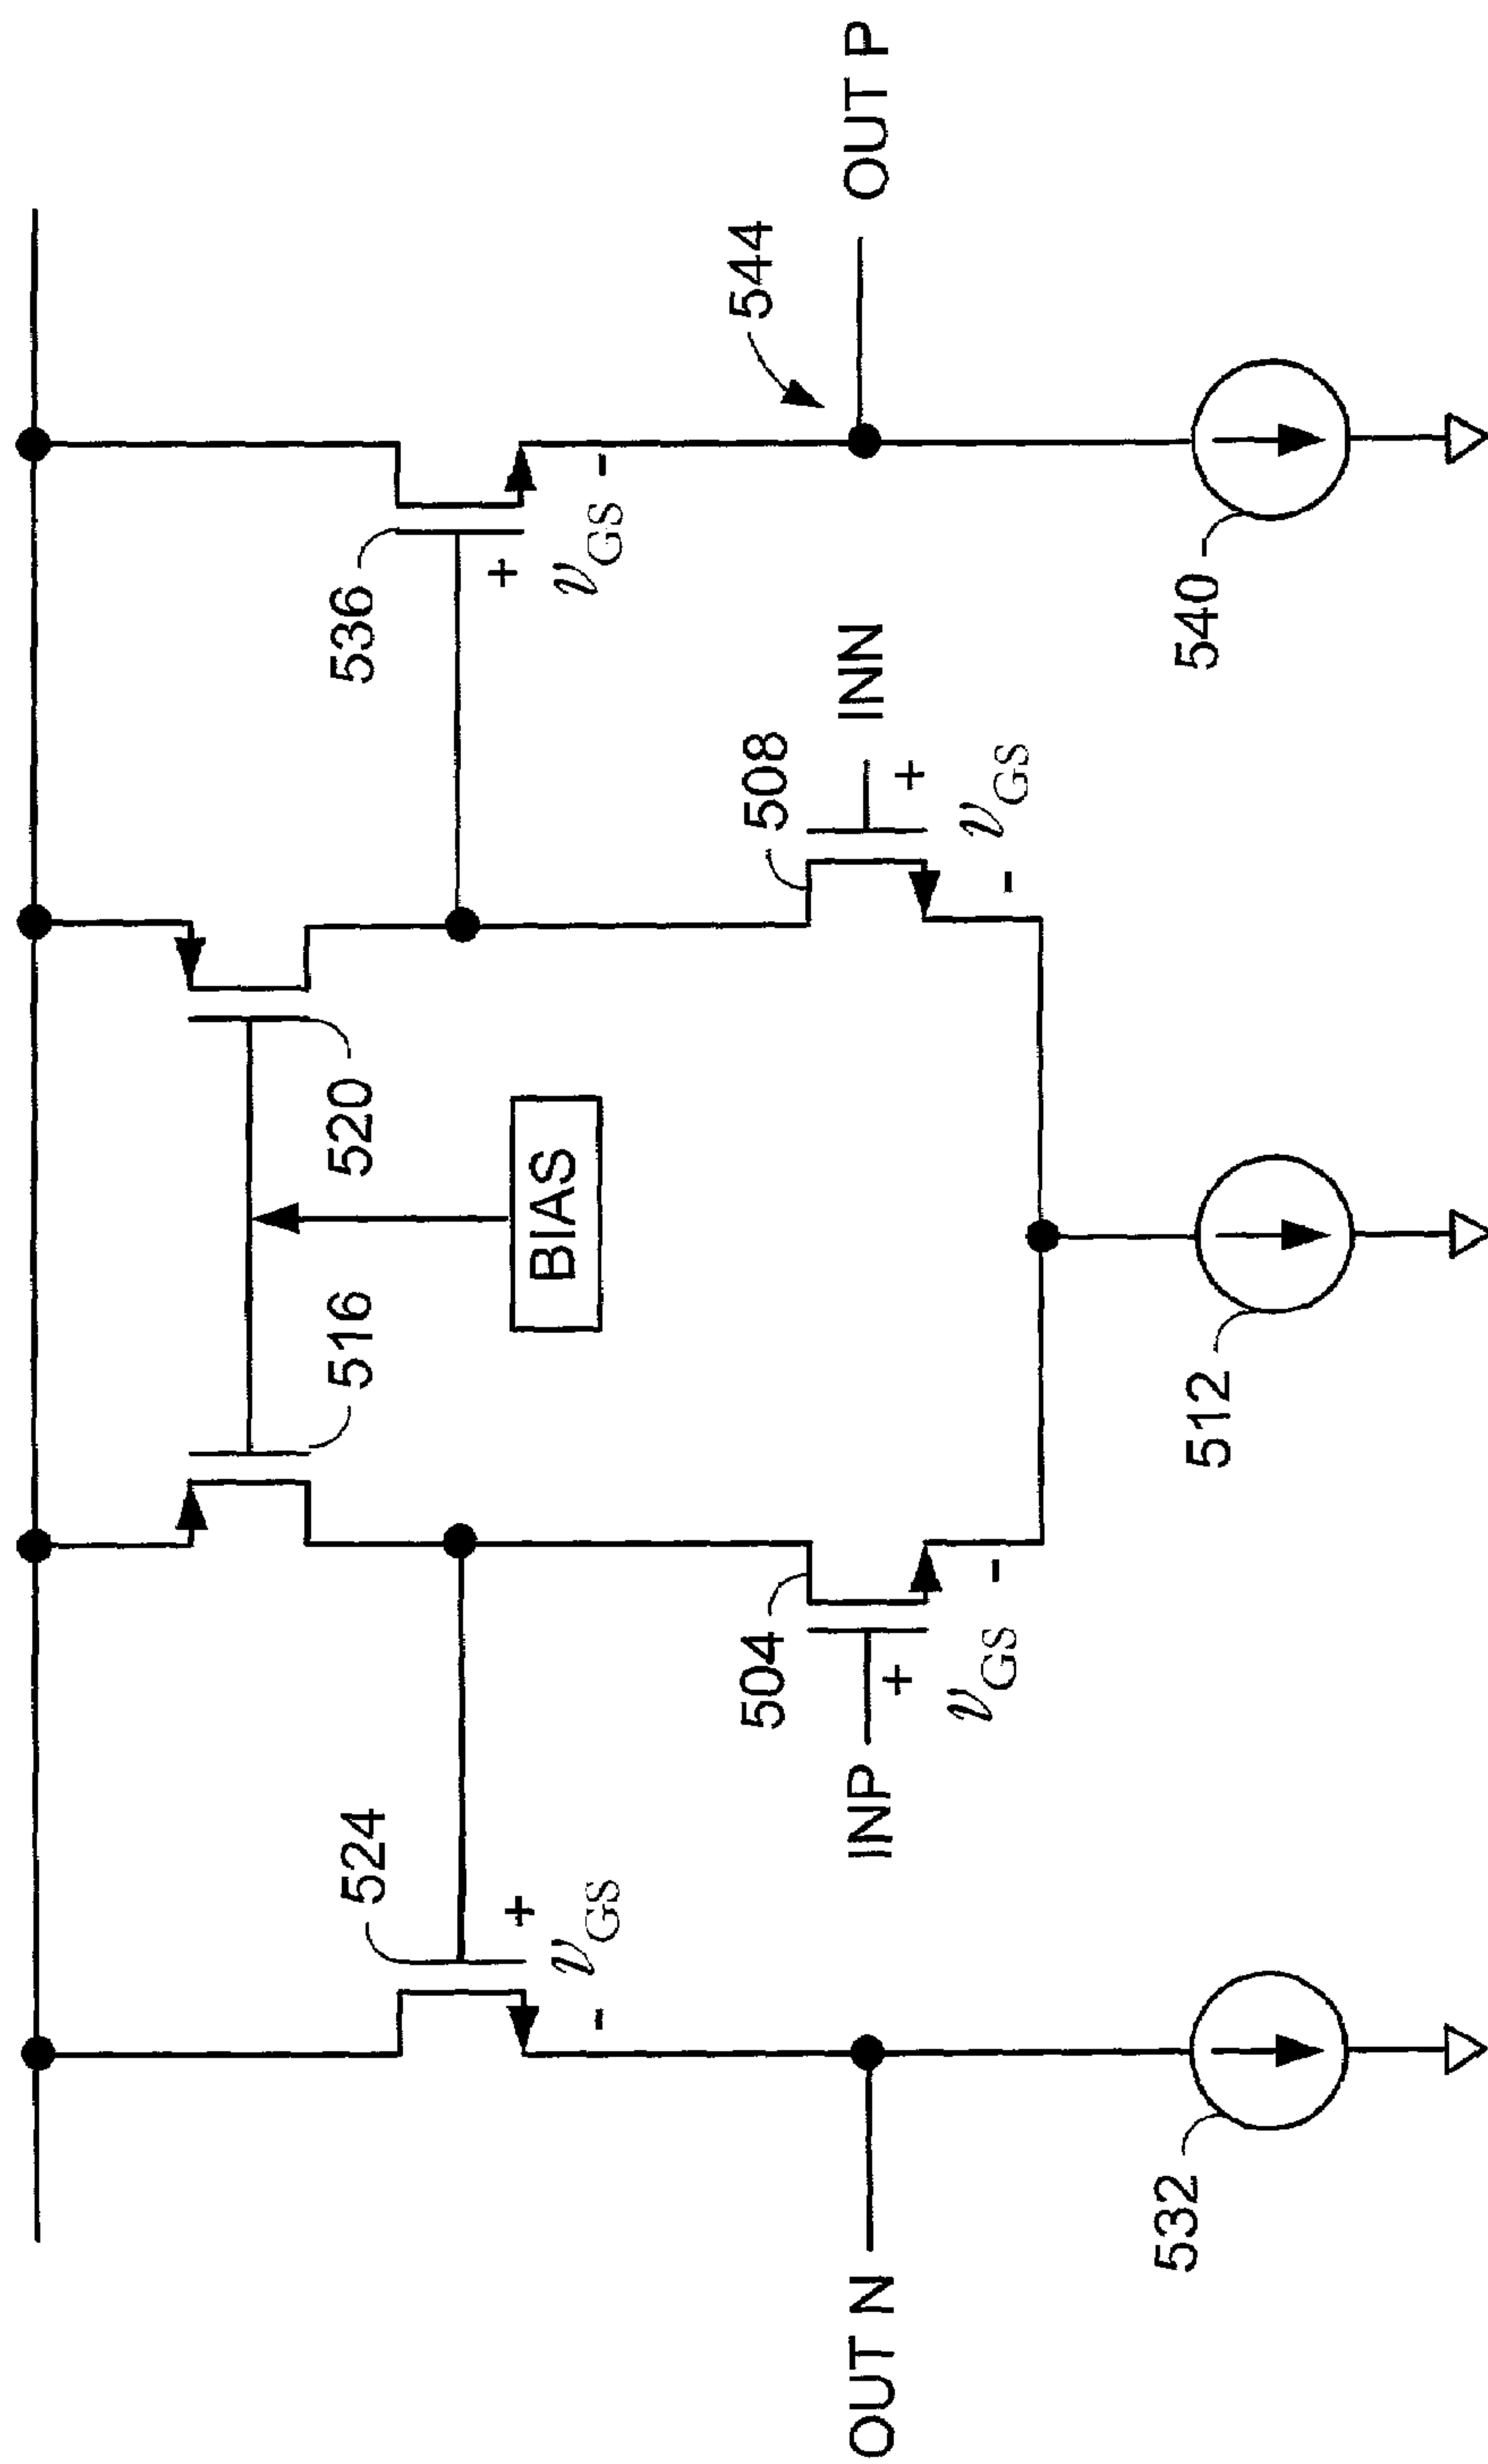 524
516
520
536
+
+
BIAS
vGS
vGS
-
-
504
508
544
OUT N
INP
INN
OUT P
+
+
vGS
vGS
-
-
532
512
540